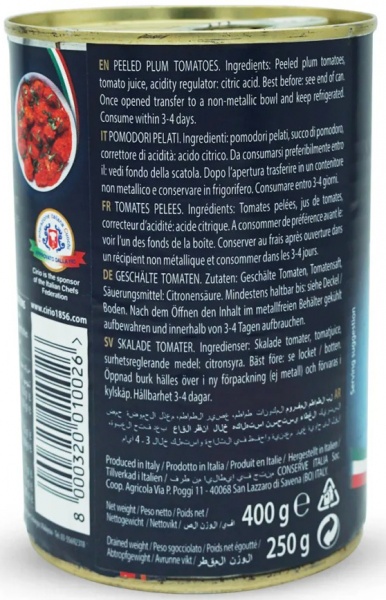 EN PEELED PLUM TOMATOES. Ingredients: Peeled plum tomatoes,
tomato juice, acidity regulator: citric acid. Best before: see end of can.
Once opened transfer to a non-metallic bowl and keep refrigerated.
Consume within 3-4 days.
IT POMODORI PELATI. Ingredienti: pomodori pelati, succo di pomodoro,
correttore di acidità: acido citrico. Da consumarsi preferibilmente entro
il: vedi fondo della scatola. Dopo l'apertura trasferire in un contenitore
non metallico e conservare in frigorifero. Consumare entro 3-4 giorni.
FR TOMATES PELEES. Ingrédients: Tomates pelées, jus de tomates,
correcteur d'acidité: acide citrique. A consommer de préférence avant le:
voir l'un des fonds de la boîte. Conserver au frais après ouverture dans
un récipient non métallique et consommer dans les 3-4 jours.
DE GESCHÄLTE TOMATEN. Zutaten: Geschälte Tomaten, Tomatensaft,
Säuerungsmittel: Citronensäure. Mindestens haltbar bis: siehe Deckel/
Boden. Nach dem Öffnen den Inhalt im metallfreien Behälter gekühlt
aufbewahren und innerhalb von 3-4 Tagen aufbrauchen.
SV SKALADE TOMATER. Ingredienser: Skalade tomater, tomatjuice,
surhetsreglerande medel: citronsyra. Bäst före: se locket / botten.
Öppnad burk hälles över i ny förpackning (ej metall) och förvaras i
kylskåp. Hållbarhet 3-4 dagar.
AR
Produced in Italy/ Prodotto in Italia/ Produit en Italie/ Hergestellt in Italien/
Tillverkad i Italien/ CONSERVE ITALIA Soc.
Coop. Agricola Via P. Poggi 11 - 40068 San Lazzaro di Savena (BO) ITALY
Net weight/ Peso netto/ Poids net/
Nettogewicht/ Nettovikt/ 400 g e
Drained weight/ Peso sgocciolato/ Poids net égoutté/
Abtropfgewicht/ Avrunne vikt/ 250 g
Cirio is the sponsor
of the Italian Chefs
Federation
www.cirio1856.com
8 000320 010026
Serving suggestion